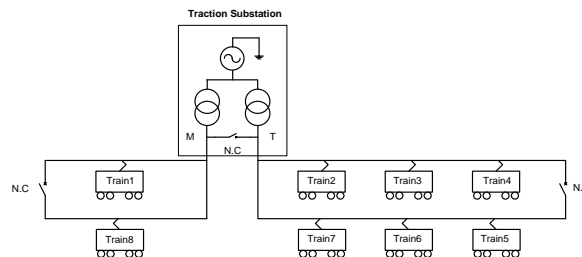 Traction Substation
M
T
N.C
N.C
Train1
Train2
Train3
Train4
N.
Train8
Train7
Train6
Train5